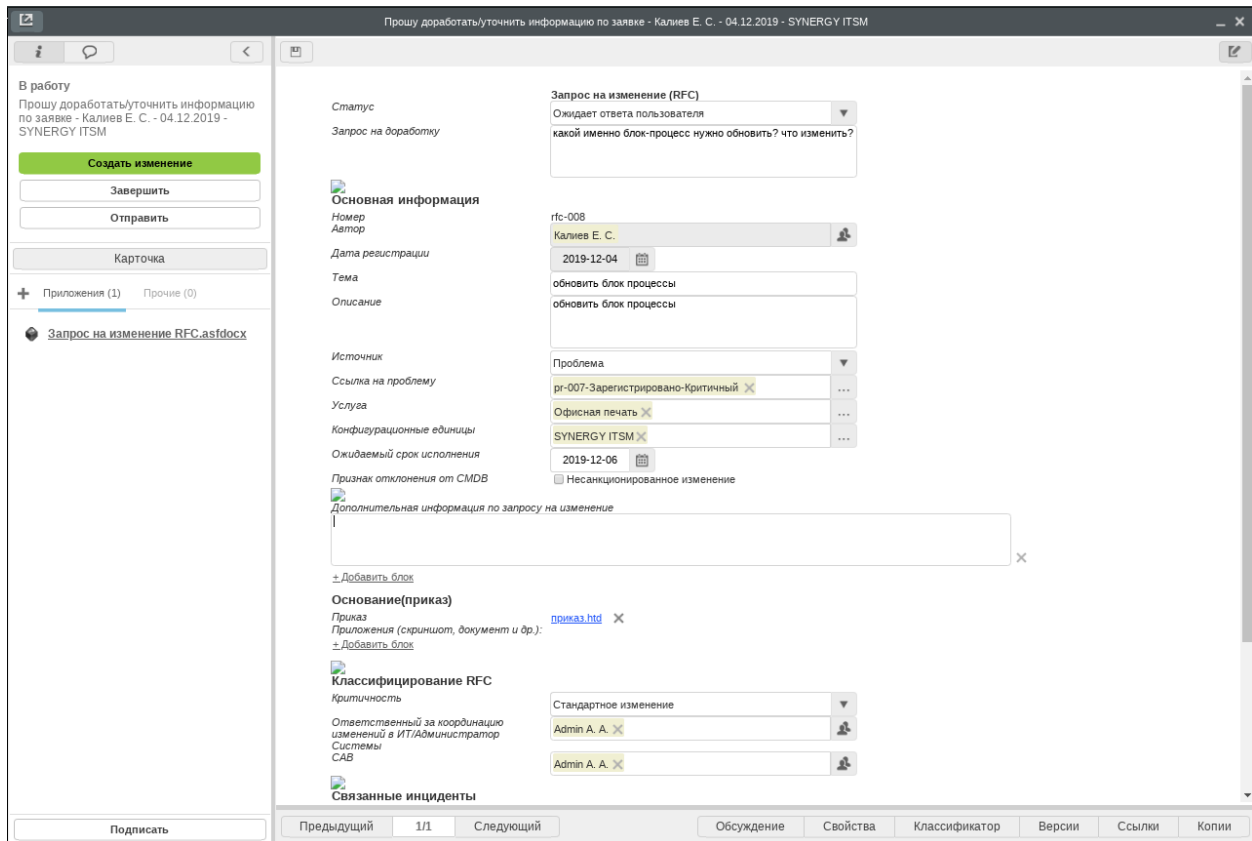 Прошу доработать/уточнить информацию по заявке - Калиев Е. С. - 04.12.2019 - SYNERGY ITSM
В работу
Прошу доработать/уточнить информацию
по заявке - Калиев Е. С. - 04.12.2019 -
SYNERGY ITSM
Создать изменение
Завершить
Отправить
Карточка
Приложения (1) Прочие (0)
Запрос на изменение RFC.asfdocx
Подписать
Запрос на изменение (RFC)
Статус Ожидает ответа пользователя
Запрос на доработку какой именно блок-процесс нужно обновить? что изменить?
Основная информация
Номер rfc-008
Автор Калиев Е. С.
Дата регистрации 2019-12-04
Тема обновить блок процессы
Описание обновить блок процессы
Источник Проблема
Ссылка на проблему pr-007-Зарегистрировано-Критичный
Услуга Офисная печать
Конфигурационные единицы SYNERGY ITSM
Ожидаемый срок исполнения 2019-12-06
Признак отклонения от CMDB Несанкционированное изменение
Дополнительная информация по запросу на изменение
+ Добавить блок
Основание(приказ)
Приказ приказ.htd
Приложения (скриншот, документ и др.):
+ Добавить блок
Классифицирование RFC
Критичность Стандартное изменение
Ответственный за координацию
изменений в ИТ/Администратор Admin A. A.
Системы
CAB Admin A. A.
Связанные инциденты
Предыдущий 1/1 Следующий Обсуждение Свойства Классификатор Версии Ссылки Копии